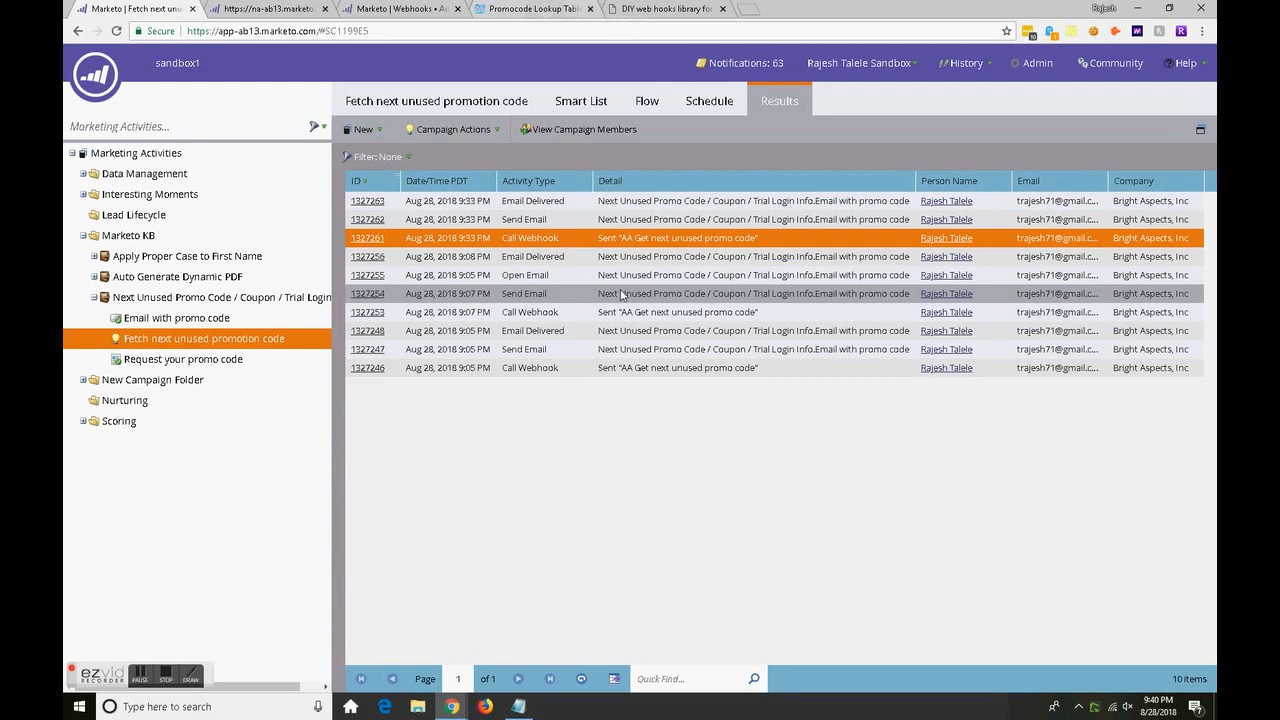 Marketo | Fetch next unu
https://na-ab13.marketo.
Marketo | Webhooks • A
Promocode Lookup Tabl
DIY web hooks library for
Rajesh
Secure
https://app-ab13.marketo.com/#SC1199E5
sandbox1
Notifications: 63
Rajesh Talele Sandbox
History
Admin
Community
Help
Marketing Activities...
Fetch next unused promotion code
Smart List
Flow
Schedule
Results
New
Campaign Actions
View Campaign Members
Filter: None
Marketing Activities
Data Management
Interesting Moments
Lead Lifecycle
Marketo KB
Apply Proper Case to First Name
Auto Generate Dynamic PDF
Next Unused Promo Code / Coupon / Trial Login
Email with promo code
Fetch next unused promotion code
Request your promo code
New Campaign Folder
Nurturing
Scoring
ID Date/Time PDT Activity Type Detail Person Name Email Company
1327263 Aug 28, 2018 9:33 PM Email Delivered Next Unused Promo Code / Coupon / Trial Login Info.Email with promo code Rajesh Talele trajesh71@gmail.c... Bright Aspects, Inc
1327262 Aug 28, 2018 9:33 PM Send Email Next Unused Promo Code / Coupon / Trial Login Info.Email with promo code Rajesh Talele trajesh71@gmail.c... Bright Aspects, Inc
1327261 Aug 28, 2018 9:33 PM Call Webhook Sent "AA Get next unused promo code" Rajesh Talele trajesh71@gmail.c... Bright Aspects, Inc
1327256 Aug 28, 2018 9:08 PM Email Delivered Next Unused Promo Code / Coupon / Trial Login Info.Email with promo code Rajesh Talele trajesh71@gmail.c... Bright Aspects, Inc
1327255 Aug 28, 2018 9:05 PM Open Email Next Unused Promo Code / Coupon / Trial Login Info.Email with promo code Rajesh Talele trajesh71@gmail.c... Bright Aspects, Inc
1327254 Aug 28, 2018 9:07 PM Send Email Next Unused Promo Code / Coupon / Trial Login Info.Email with promo code Rajesh Talele trajesh71@gmail.c... Bright Aspects, Inc
1327253 Aug 28, 2018 9:07 PM Call Webhook Sent "AA Get next unused promo code" Rajesh Talele trajesh71@gmail.c... Bright Aspects, Inc
1327248 Aug 28, 2018 9:05 PM Email Delivered Next Unused Promo Code / Coupon / Trial Login Info.Email with promo code Rajesh Talele trajesh71@gmail.c... Bright Aspects, Inc
1327247 Aug 28, 2018 9:05 PM Send Email Next Unused Promo Code / Coupon / Trial Login Info.Email with promo code Rajesh Talele trajesh71@gmail.c... Bright Aspects, Inc
1327246 Aug 28, 2018 9:05 PM Call Webhook Sent "AA Get next unused promo code" Rajesh Talele trajesh71@gmail.c... Bright Aspects, Inc
ezvid
RECORDER
PAUSE
STOP
DRAW
Page 1 of 1
Quick Find...
10 items
Type here to search
9:40 PM
8/28/2018